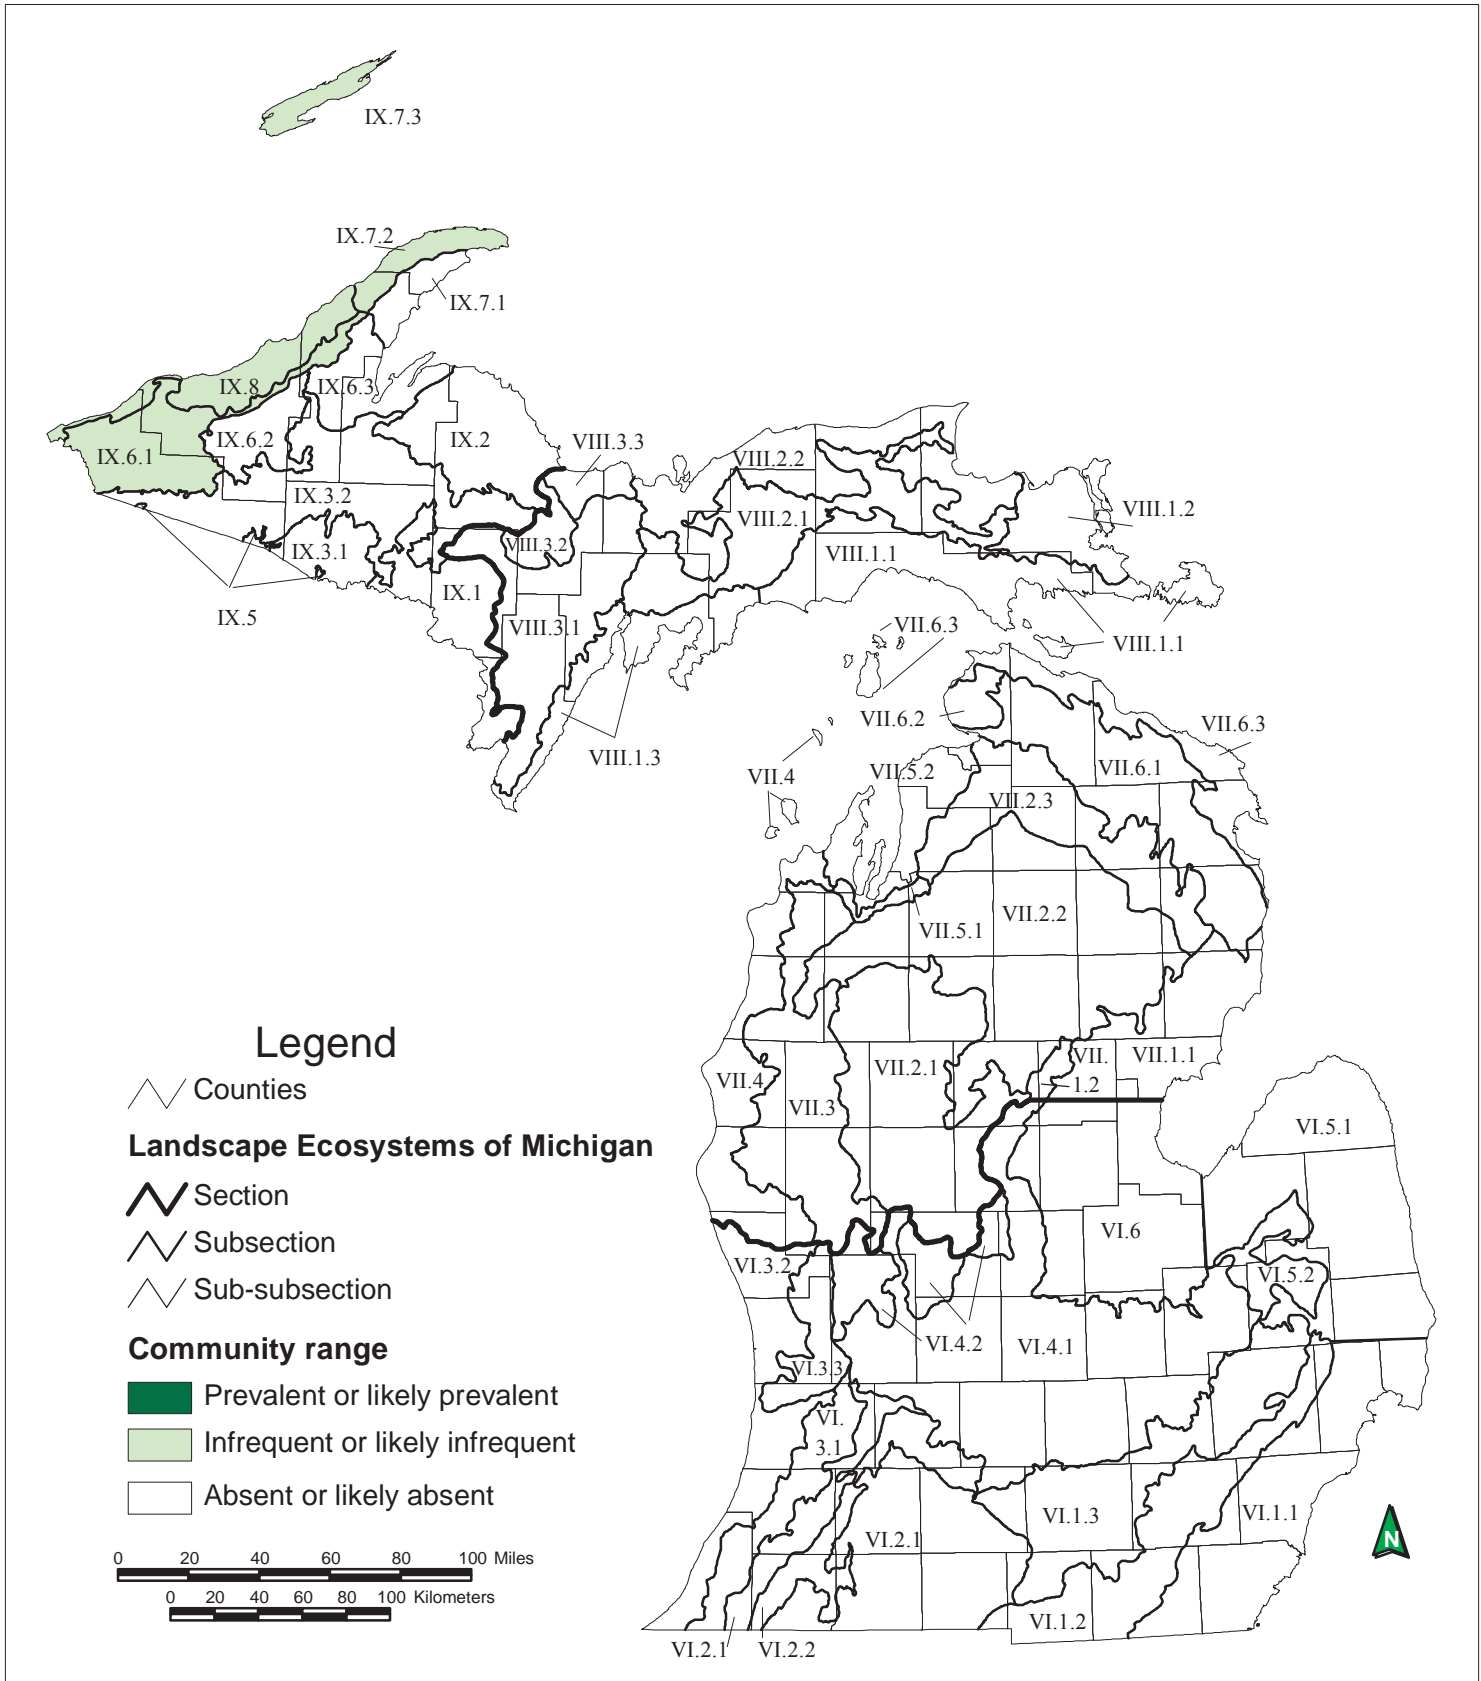 IX.7.3
IX.7.2
IX.7.1
IX.8
IX.6.3
IX.6.2
IX.6.1
IX.2
VIII.3.3
VIII.2.2
VIII.1.2
IX.3.2
VIII.2.1
IX.3.1
VIII.3.2
VIII.1.1
IX.5
IX.1
VIII.3.1
VII.6.3
VIII.1.1
VIII.1.3
VII.6.2
VII.6.3
VII.4
VII.5.2
VII.6.1
VII.2.3
VII.5.1
VII.2.2
VII.4
VII.3
VII.2.1
VII.
1.2
VII.1.1
VI.5.1
VI.6
VI.3.2
VI.5.2
VI.4.2
VI.4.1
VI.3.3
VI.
3.1
VI.2.1
VI.1.3
VI.1.1
VI.1.2
VI.2.1
VI.2.2
Legend
Counties
Landscape Ecosystems of Michigan
Section
Subsection
Sub-subsection
Community range
Prevalent or likely prevalent
Infrequent or likely infrequent
Absent or likely absent
0 20 40 60 80 100 Miles
0 20 40 60 80 100 Kilometers
N